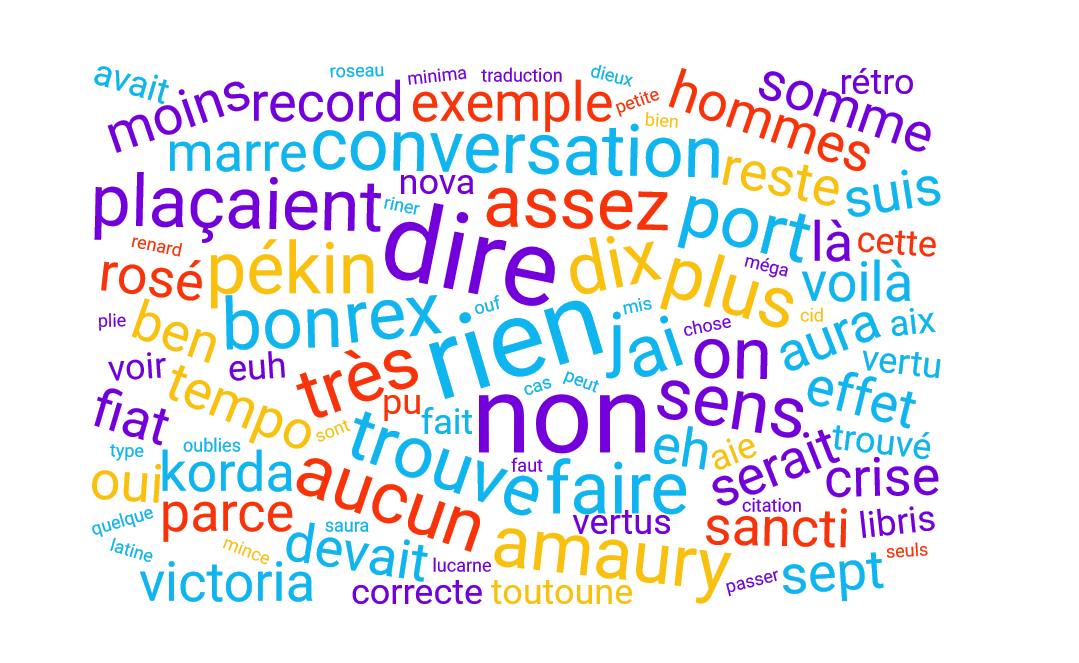 avait
roseau
minima
traduction
dieux
rétro
moins
record
exemple
petite
hommes
somme
bien
marre
conversation
reste
suis
plaçaient
nova
riner
assez
port
là
cette
renard
dire
dix
plus
méga
voilà
rosé
pékin
plie
ben
bon
rex
ouf
rien
mis
jai
chose
cid
aura
aix
on
vertu
voir
euh
très
cas
peut
effet
fiat
tempo
pu
fait
non
sens
sont
trouve
eh
aie
trouvé
type
oublies
oui
korda
aucun
faut
faire
serait
crise
quelque
parce
saura
vertus
citation
sancti
libris
latine
mince
devait
lucarne
amaury
seuls
victoria
correcte
toutoune
passer
sept